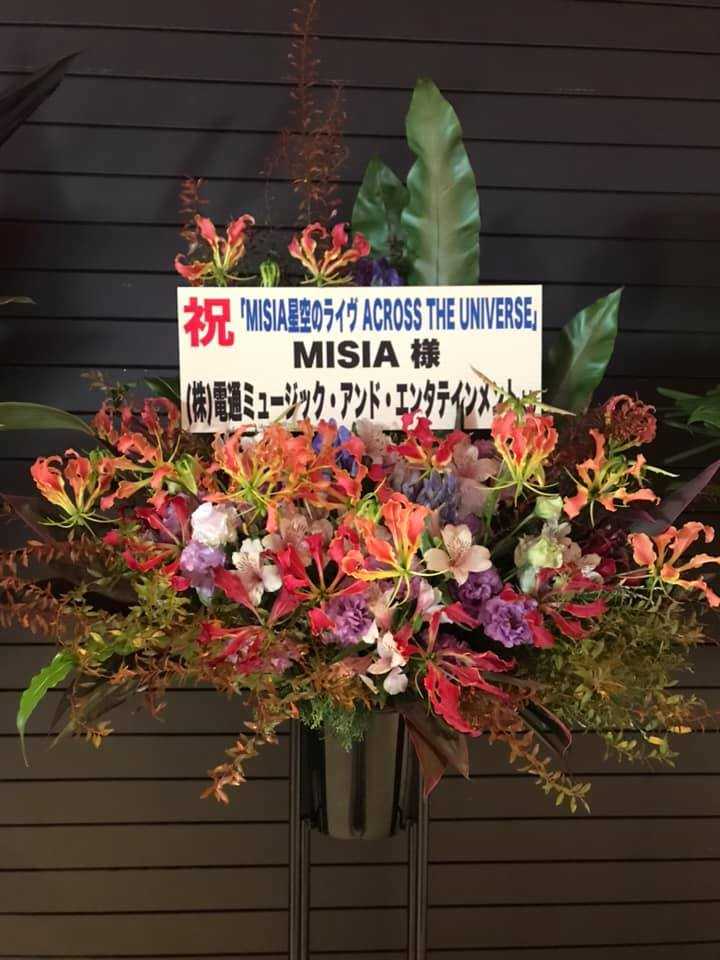 祝「MISIA星空のライヴ ACROSS THE UNIVERSE」
MISIA 様
(株)電通ミュージック・アンド・エンタテインメント